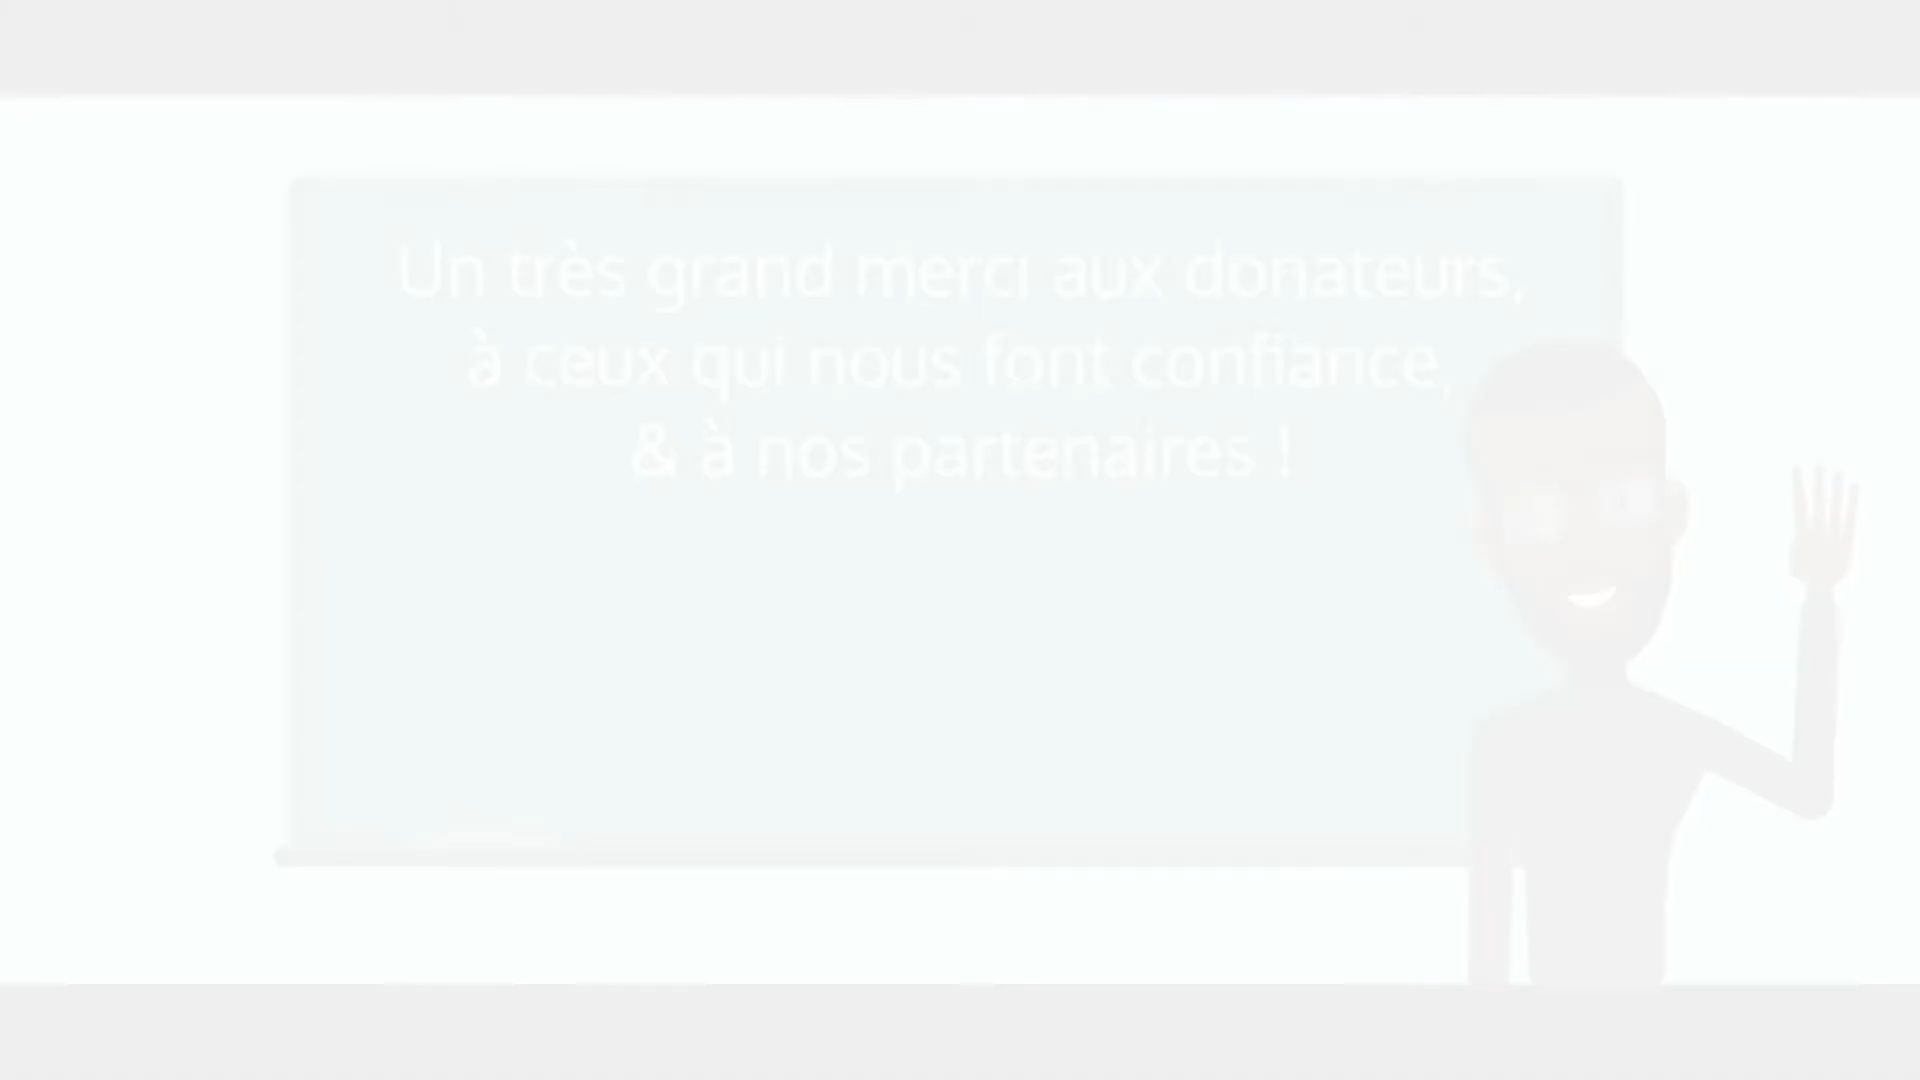 Un très grand merci aux donateurs,
à ceux qui nous font confiance,
& à nos partenaires !